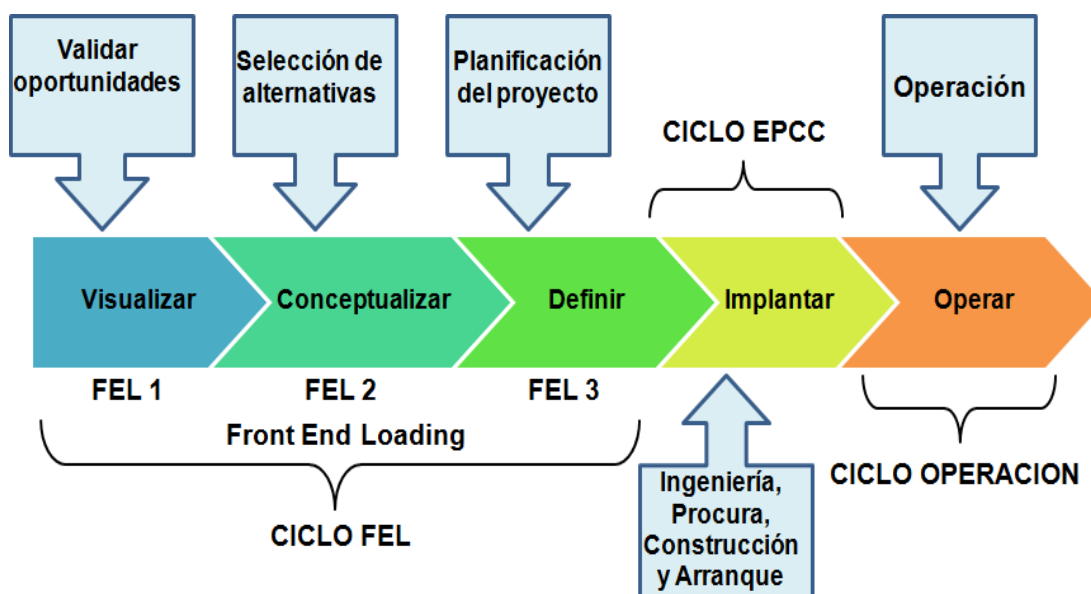 Validar
oportunidades
Selección de
alternativas
Planificación
del proyecto
Operación
CICLO EPCC
Visualizar
Conceptualizar
Definir
Implantar
Operar
FEL 1
FEL 2
FEL 3
Front End Loading
CICLO FEL
Ingeniería,
Procura,
Construcción
y Arranque
CICLO OPERACION